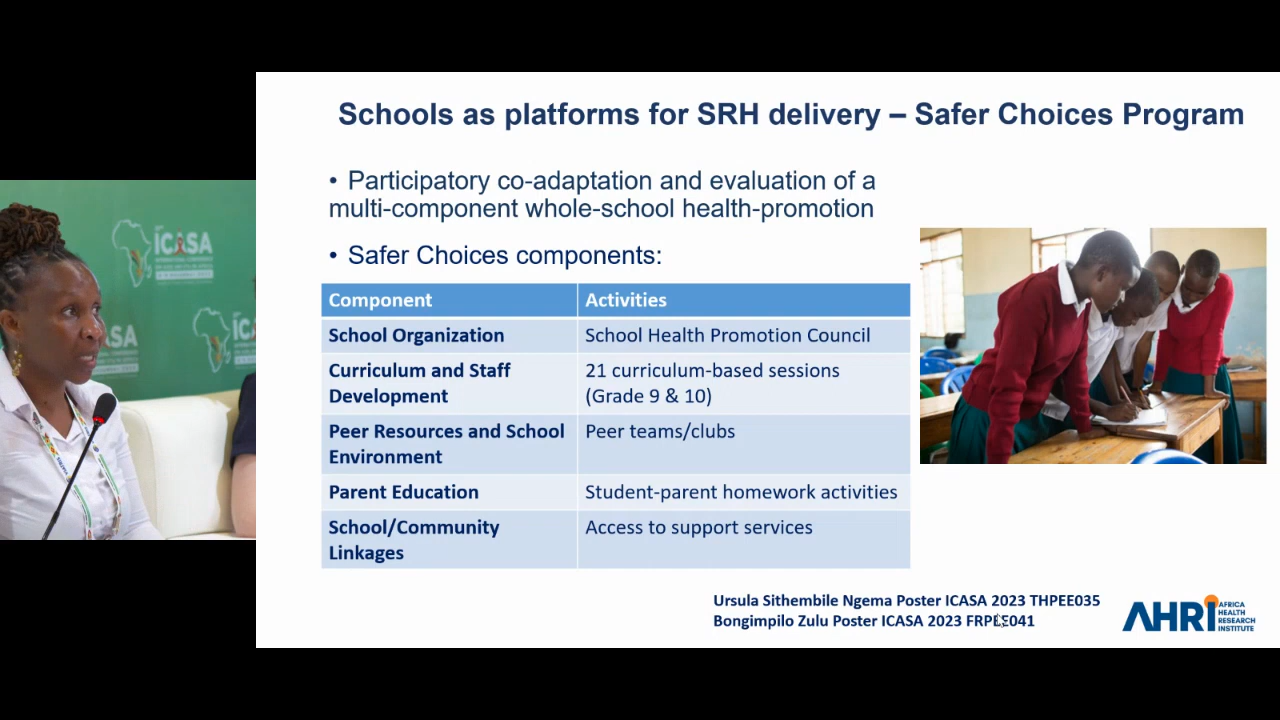 Schools as platforms for SRH delivery – Safer Choices Program
• Participatory co-adaptation and evaluation of a
multi-component whole-school health-promotion
• Safer Choices components:
Component Activities
School Organization School Health Promotion Council
Curriculum and Staff 21 curriculum-based sessions
Development (Grade 9 & 10)
Peer Resources and School Peer teams/clubs
Environment
Parent Education Student-parent homework activities
School/Community Access to support services
Linkages
Ursula Sithembile Ngema Poster ICASA 2023 THPEE035
Bongimpilo Zulu Poster ICASA 2023 FRPEE041
AHRI AFRICA
HEALTH
RESEARCH
INSTITUTE
ICASA